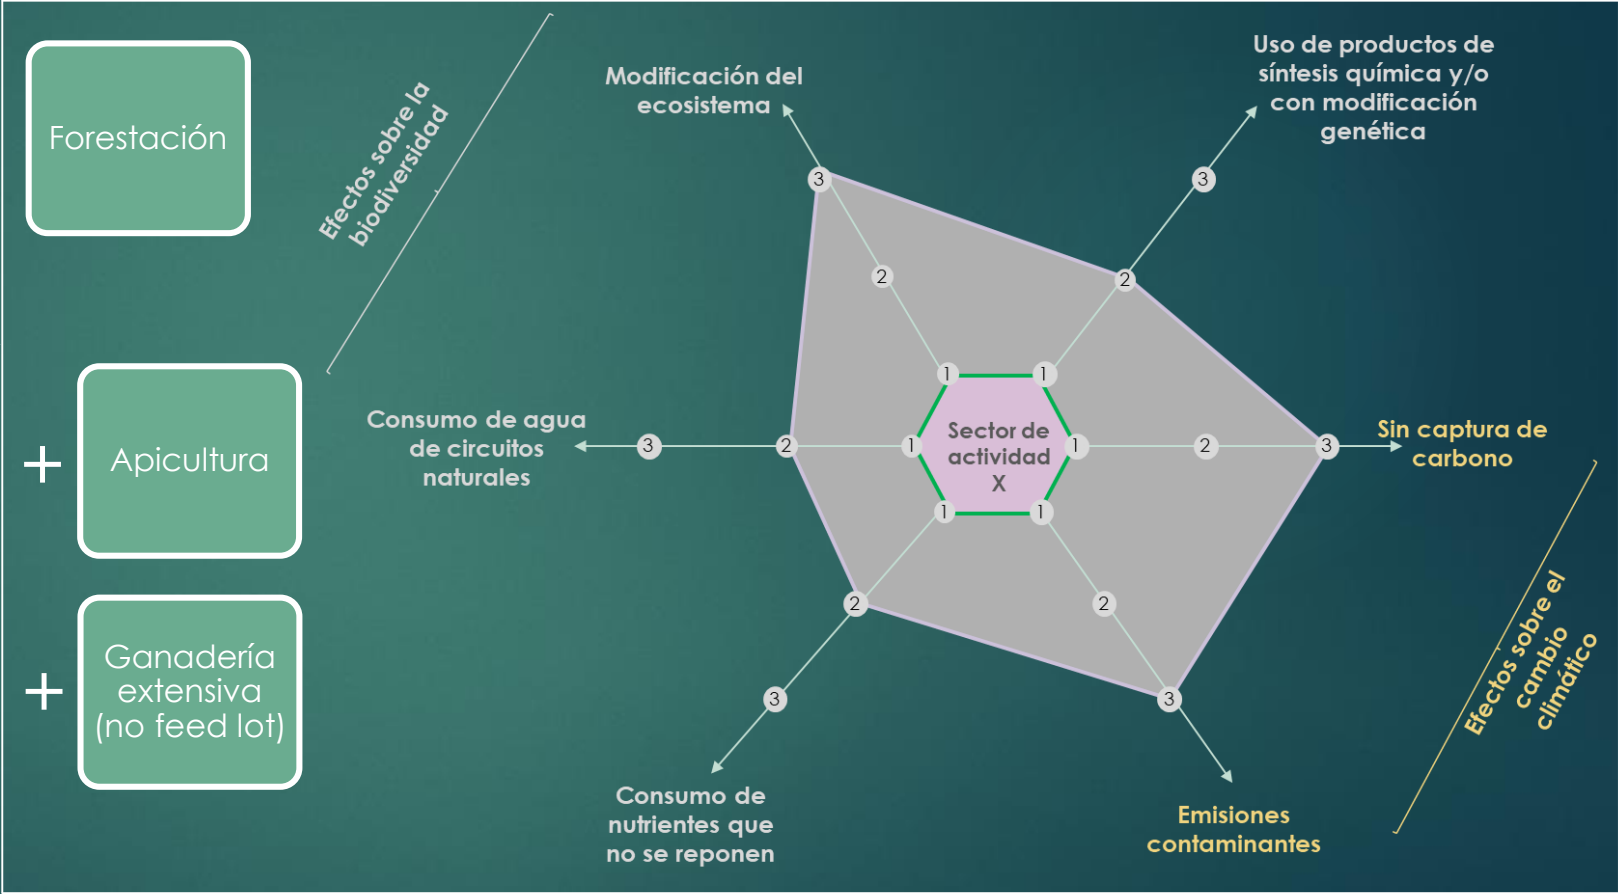 Forestación
+
Apicultura
+
Ganadería
extensiva
(no feed lot)
Efectos sobre la
biodiversidad
Modificación del
ecosistema
Uso de productos de
síntesis química y/o
con modificación
genética
3
3
2
2
1
1
Consumo de agua
de circuitos
naturales
3
2
1
Sector de
actividad
X
1
2
3
Sin captura de
carbono
1
1
2
2
3
3
Consumo de
nutrientes que
no se reponen
Emisiones
contaminantes
Efectos sobre el
cambio
climático